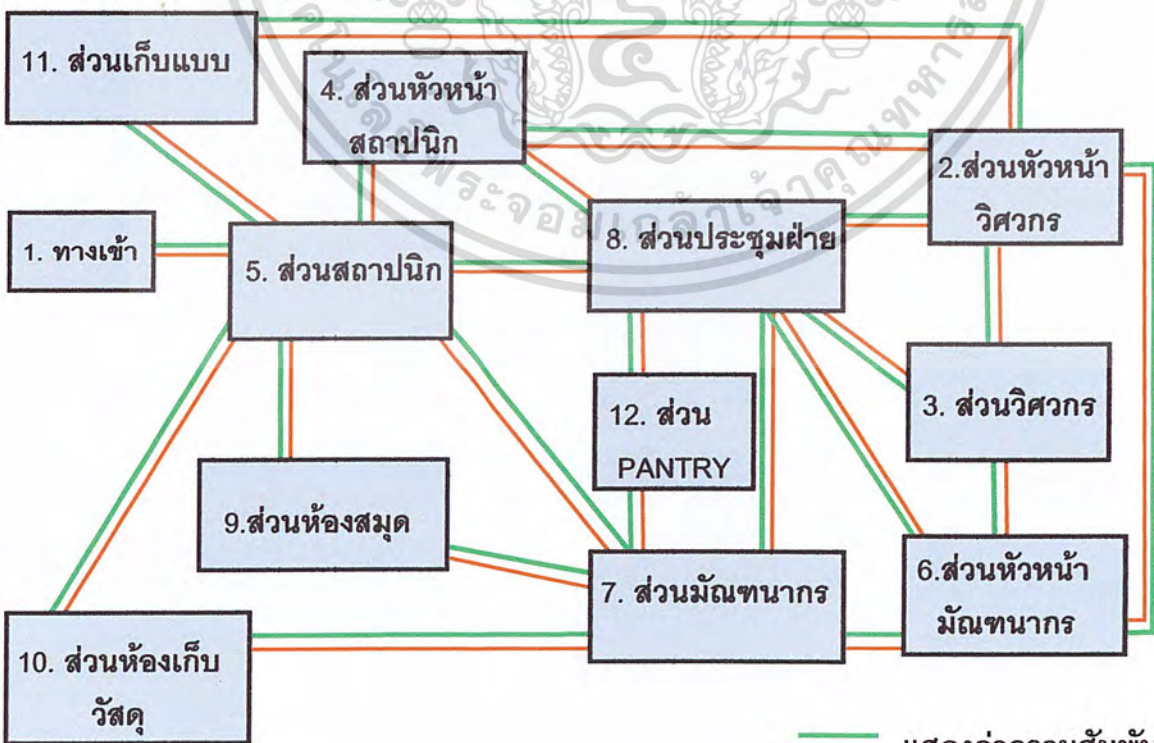 11. ส่วนเก็บแบบ
4. ส่วนหัวหน้า
สถาปนิก
2.ส่วนหัวหน้า
วิศวกร
1. ทางเข้า
5. ส่วนสถาปนิก
8. ส่วนประชุมฝ่าย
3. ส่วนวิศวกร
12. ส่วน
PANTRY
9.ส่วนห้องสมุด
7. ส่วนมัณฑนากร
6.ส่วนหัวหน้า
มัณฑนากร
10. ส่วนห้องเก็บ
วัสดุ